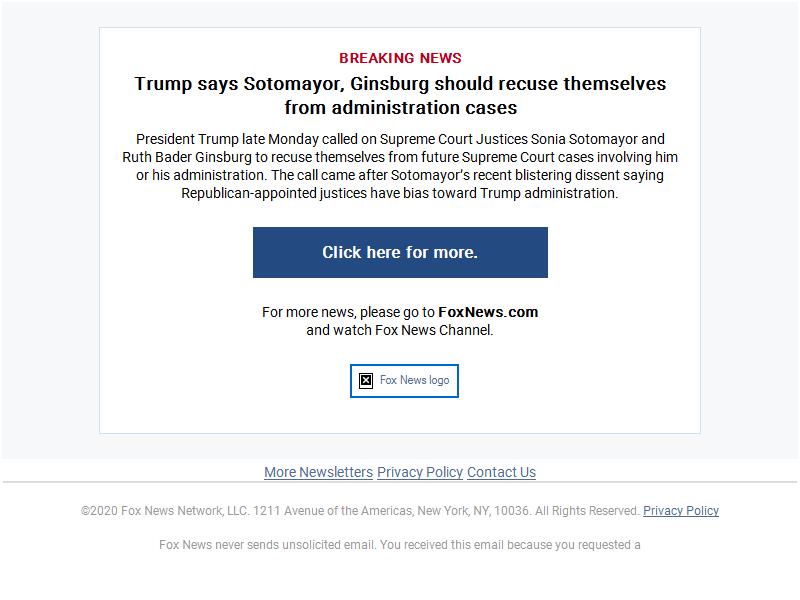 BREAKING NEWS
Trump says Sotomayor, Ginsburg should recuse themselves
from administration cases
President Trump late Monday called on Supreme Court Justices Sonia Sotomayor and
Ruth Bader Ginsburg to recuse themselves from future Supreme Court cases involving him
or his administration. The call came after Sotomayor's recent blistering dissent saying
Republican-appointed justices have bias toward Trump administration.
Click here for more.
For more news, please go to FoxNews.com
and watch Fox News Channel.
Fox News logo
More Newsletters Privacy Policy Contact Us
©2020 Fox News Network, LLC. 1211 Avenue of the Americas, New York, NY, 10036. All Rights Reserved. Privacy Policy
Fox News never sends unsolicited email. You received this email because you requested a